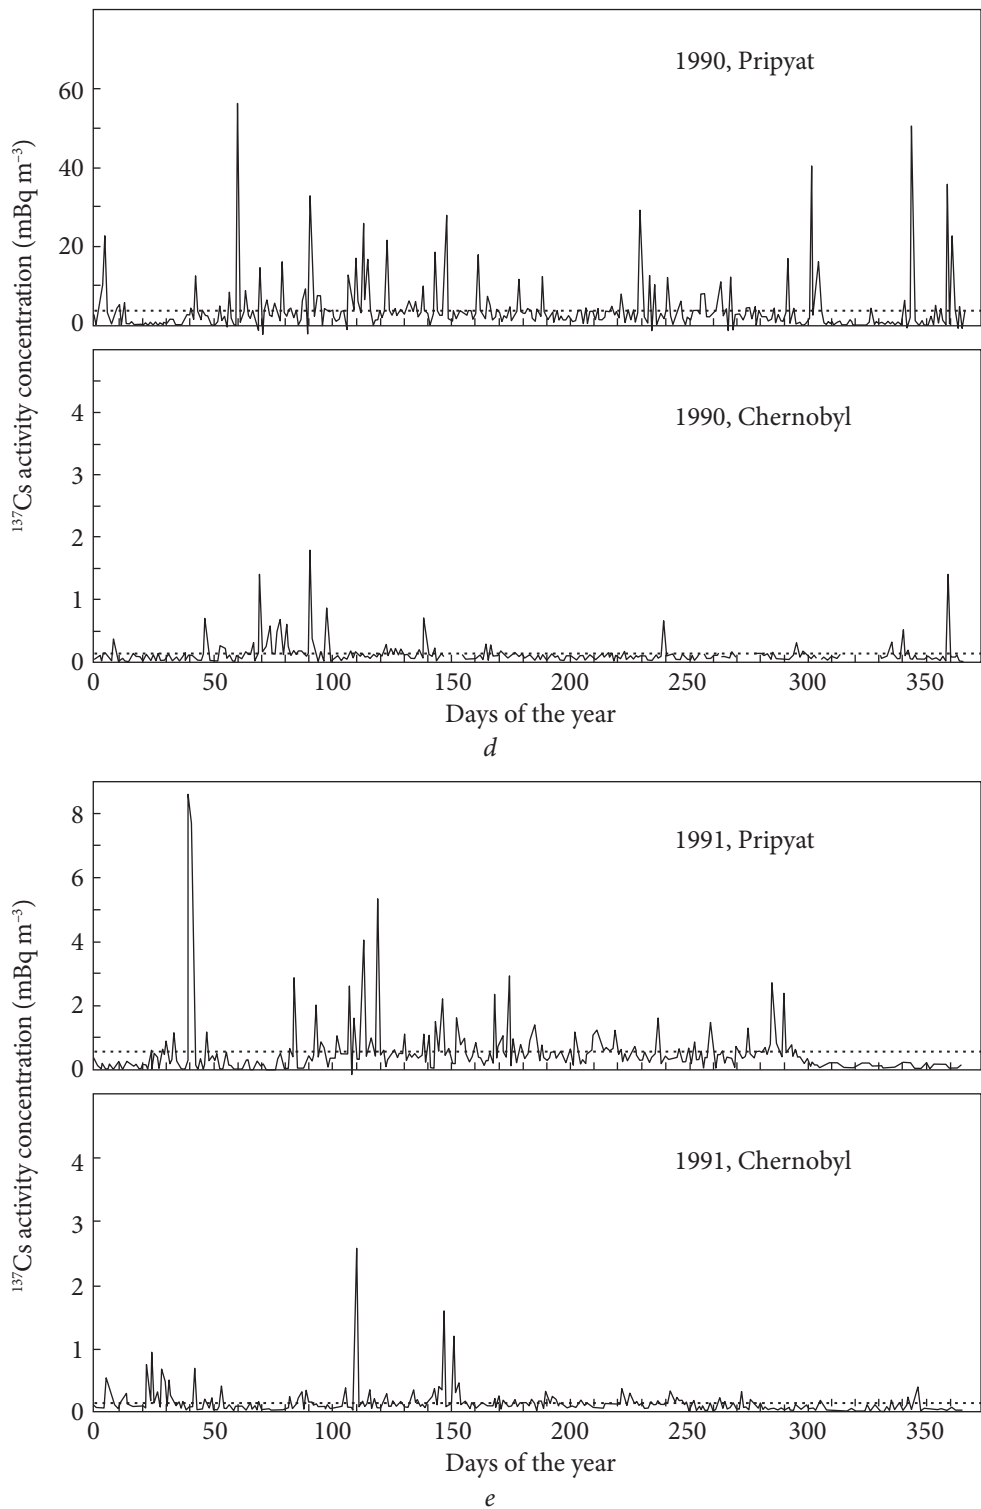 1990, Pripyat
60
40
20
0
¹³⁷Cs activity concentration (mBq m⁻³)
1990, Chernobyl
4
3
2
1
0
0 50 100 150 200 250 300 350
Days of the year
d
1991, Pripyat
8
6
4
2
0
¹³⁷Cs activity concentration (mBq m⁻³)
1991, Chernobyl
4
3
2
1
0
0 50 100 150 200 250 300 350
Days of the year
e